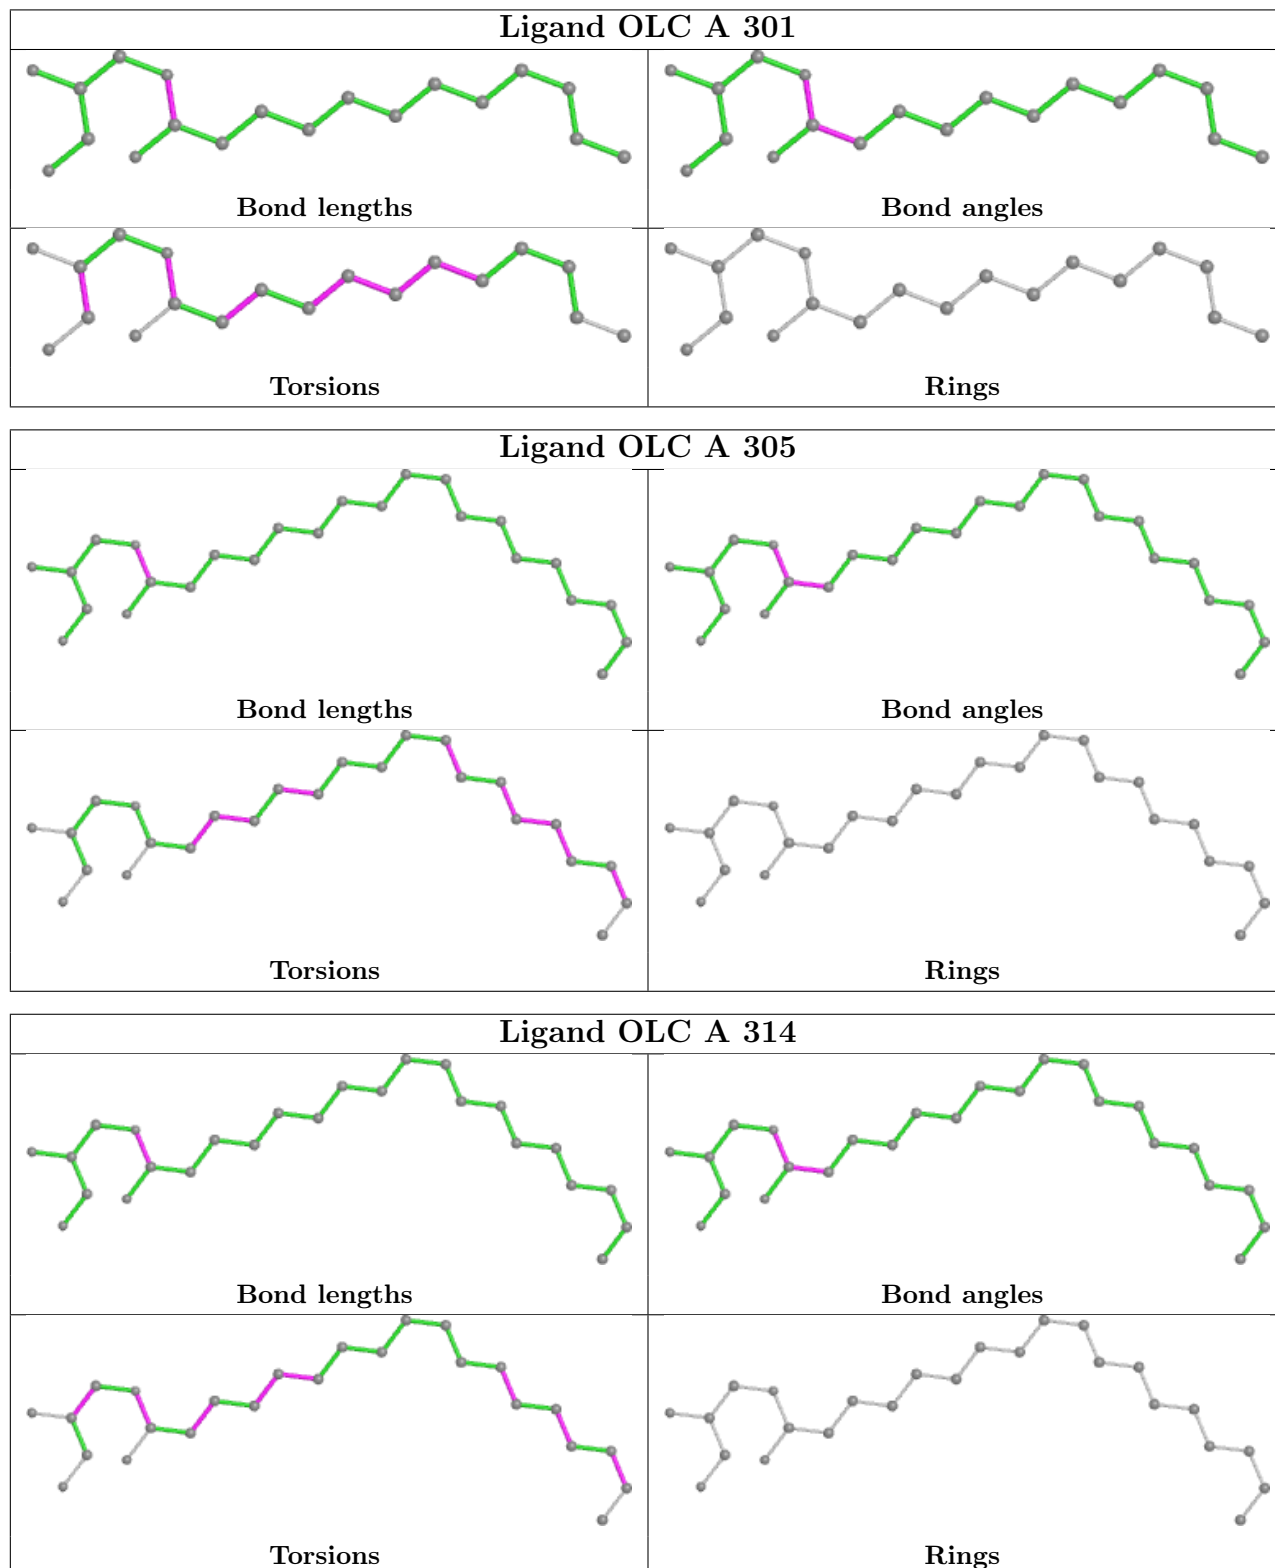 Ligand OLC A 301
Bond lengths
Bond angles
Torsions
Rings
Ligand OLC A 305
Bond lengths
Bond angles
Torsions
Rings
Ligand OLC A 314
Bond lengths
Bond angles
Torsions
Rings